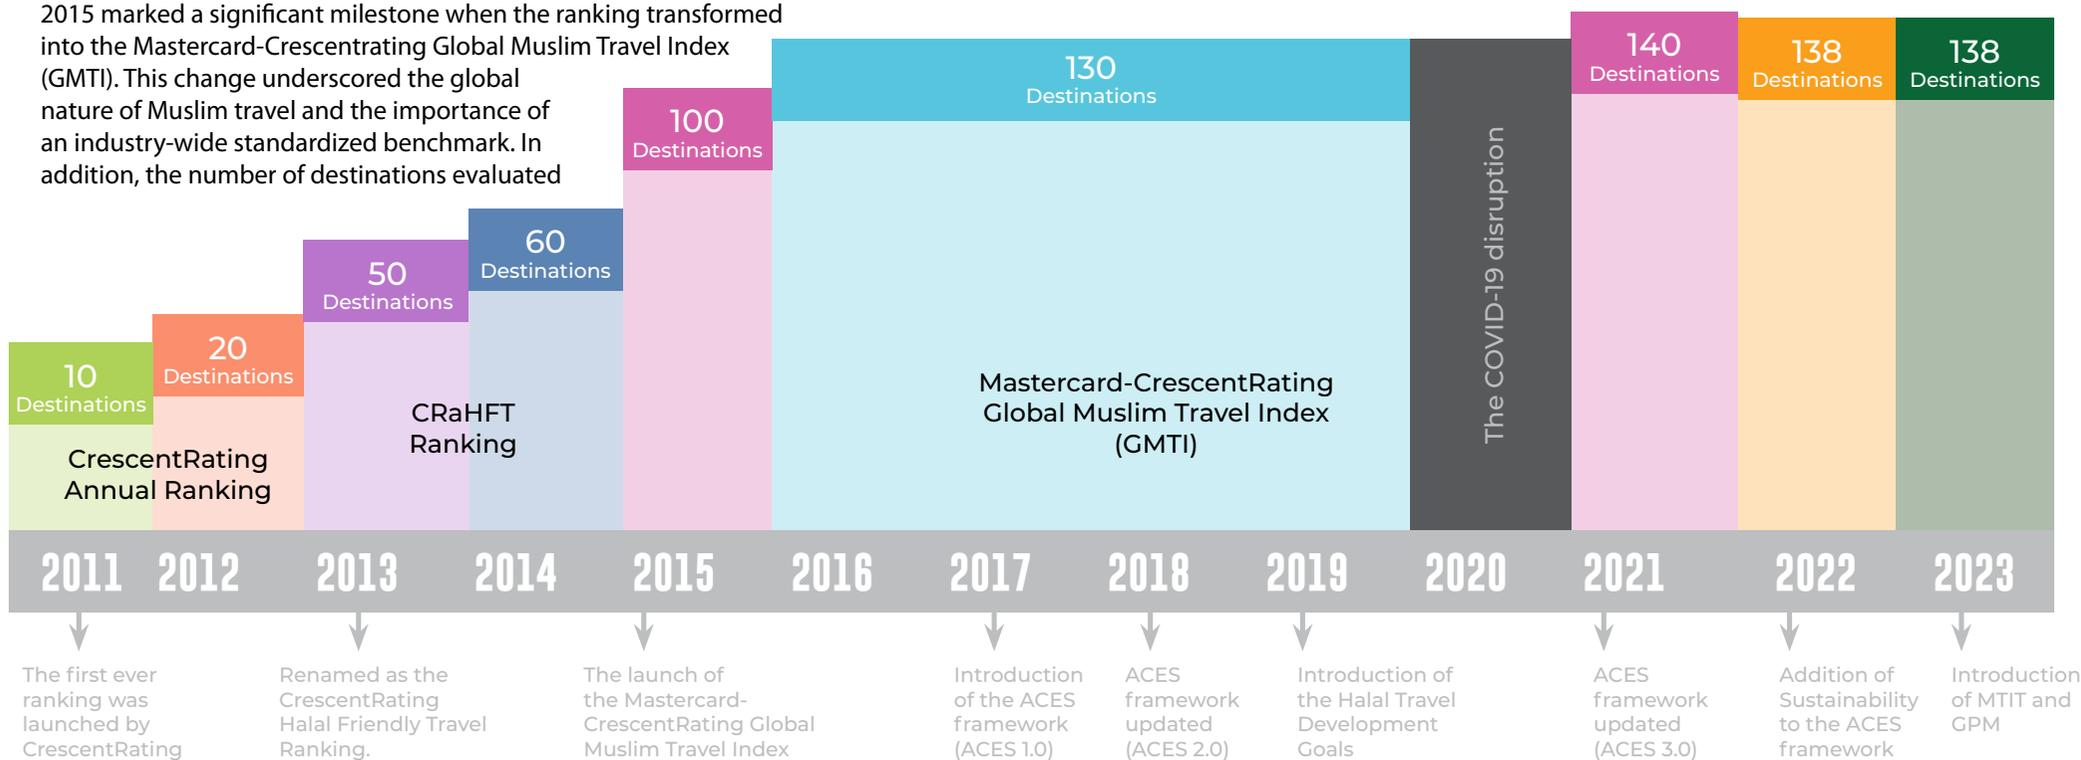 2015 marked a significant milestone when the ranking transformed
into the Mastercard-Crescentrating Global Muslim Travel Index
(GMTI). This change underscored the global
nature of Muslim travel and the importance of
an industry-wide standardized benchmark. In
addition, the number of destinations evaluated
10
Destinations
20
Destinations
50
Destinations
60
Destinations
100
Destinations
130
Destinations
The COVID-19 disruption
140
Destinations
138
Destinations
138
Destinations
CrescentRating
Annual Ranking
CRaHFT
Ranking
Mastercard-CrescentRating
Global Muslim Travel Index
(GMTI)
2011 2012 2013 2014 2015 2016 2017 2018 2019 2020 2021 2022 2023
The first ever
ranking was
launched by
CrescentRating
Renamed as the
CrescentRating
Halal Friendly Travel
Ranking.
The launch of
the Mastercard-
CrescentRating Global
Muslim Travel Index
Introduction
of the ACES
framework
(ACES 1.0)
ACES
framework
updated
(ACES 2.0)
Introduction of
the Halal Travel
Development
Goals
ACES
framework
updated
(ACES 3.0)
Addition of
Sustainability
to the ACES
framework
Introduction
of MTIT and
GPM